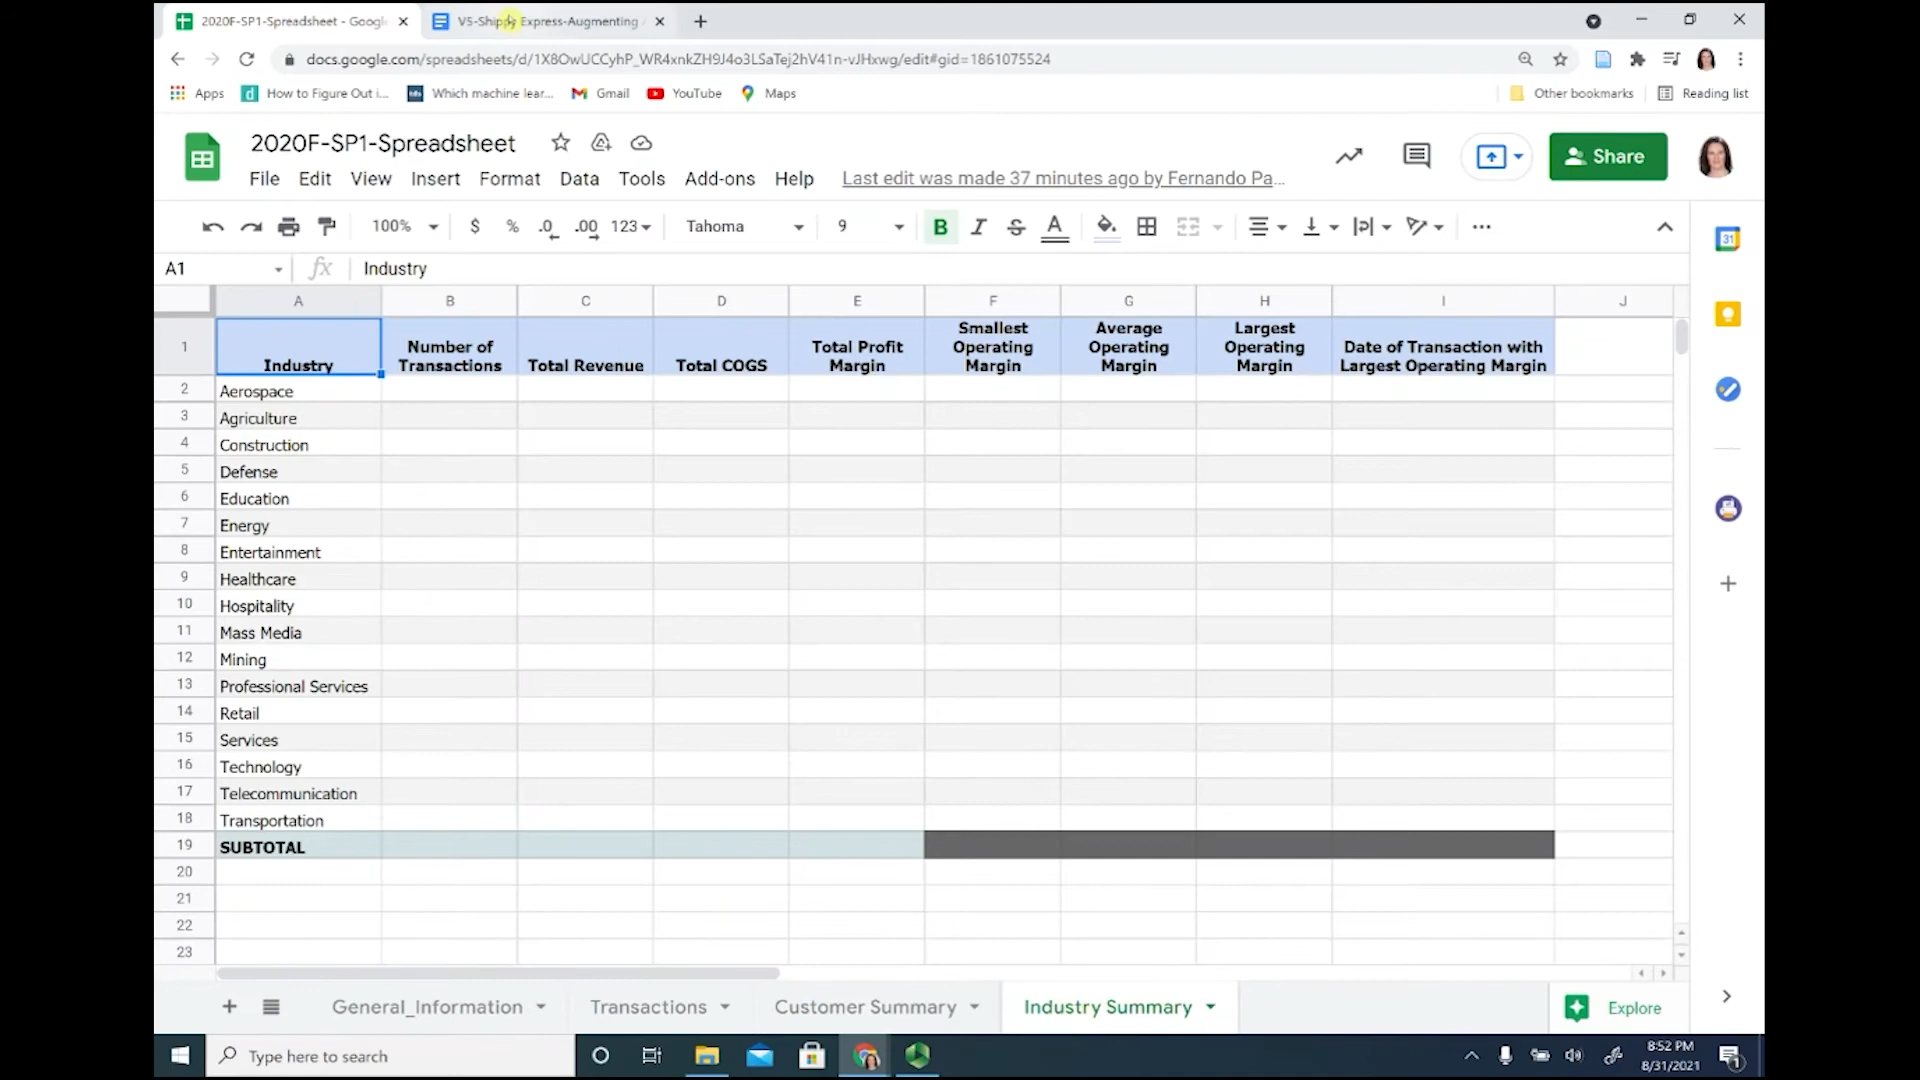 2020F-SP1-Spreadsheet - Google
V5-Shippy Express-Augmenting
docs.google.com/spreadsheets/d/1X8OwUCCyhP_WR4xnkZH9J4o3LSaTej2hV41n-vJHxwg/edit#gid=1861075524
Apps
How to Figure Out i...
Which machine lear...
Gmail
YouTube
Maps
Other bookmarks
Reading list
2020F-SP1-Spreadsheet
Share
File Edit View Insert Format Data Tools Add-ons Help
Last edit was made 37 minutes ago by Fernando Pa...
100% $ % .0 .00 123 Tahoma 9 B I S A
31
A1 fx Industry
A B C D E F G H I J
1 Industry
Number of Transactions
Total Revenue
Total COGS
Total Profit Margin
Smallest Operating Margin
Average Operating Margin
Largest Operating Margin
Date of Transaction with Largest Operating Margin
2 Aerospace
3 Agriculture
4 Construction
5 Defense
6 Education
7 Energy
8 Entertainment
9 Healthcare
10 Hospitality
11 Mass Media
12 Mining
13 Professional Services
14 Retail
15 Services
16 Technology
17 Telecommunication
18 Transportation
19 SUBTOTAL
20
21
22
23
General_Information
Transactions
Customer Summary
Industry Summary
Explore
Type here to search
8:52 PM
8/31/2021
1